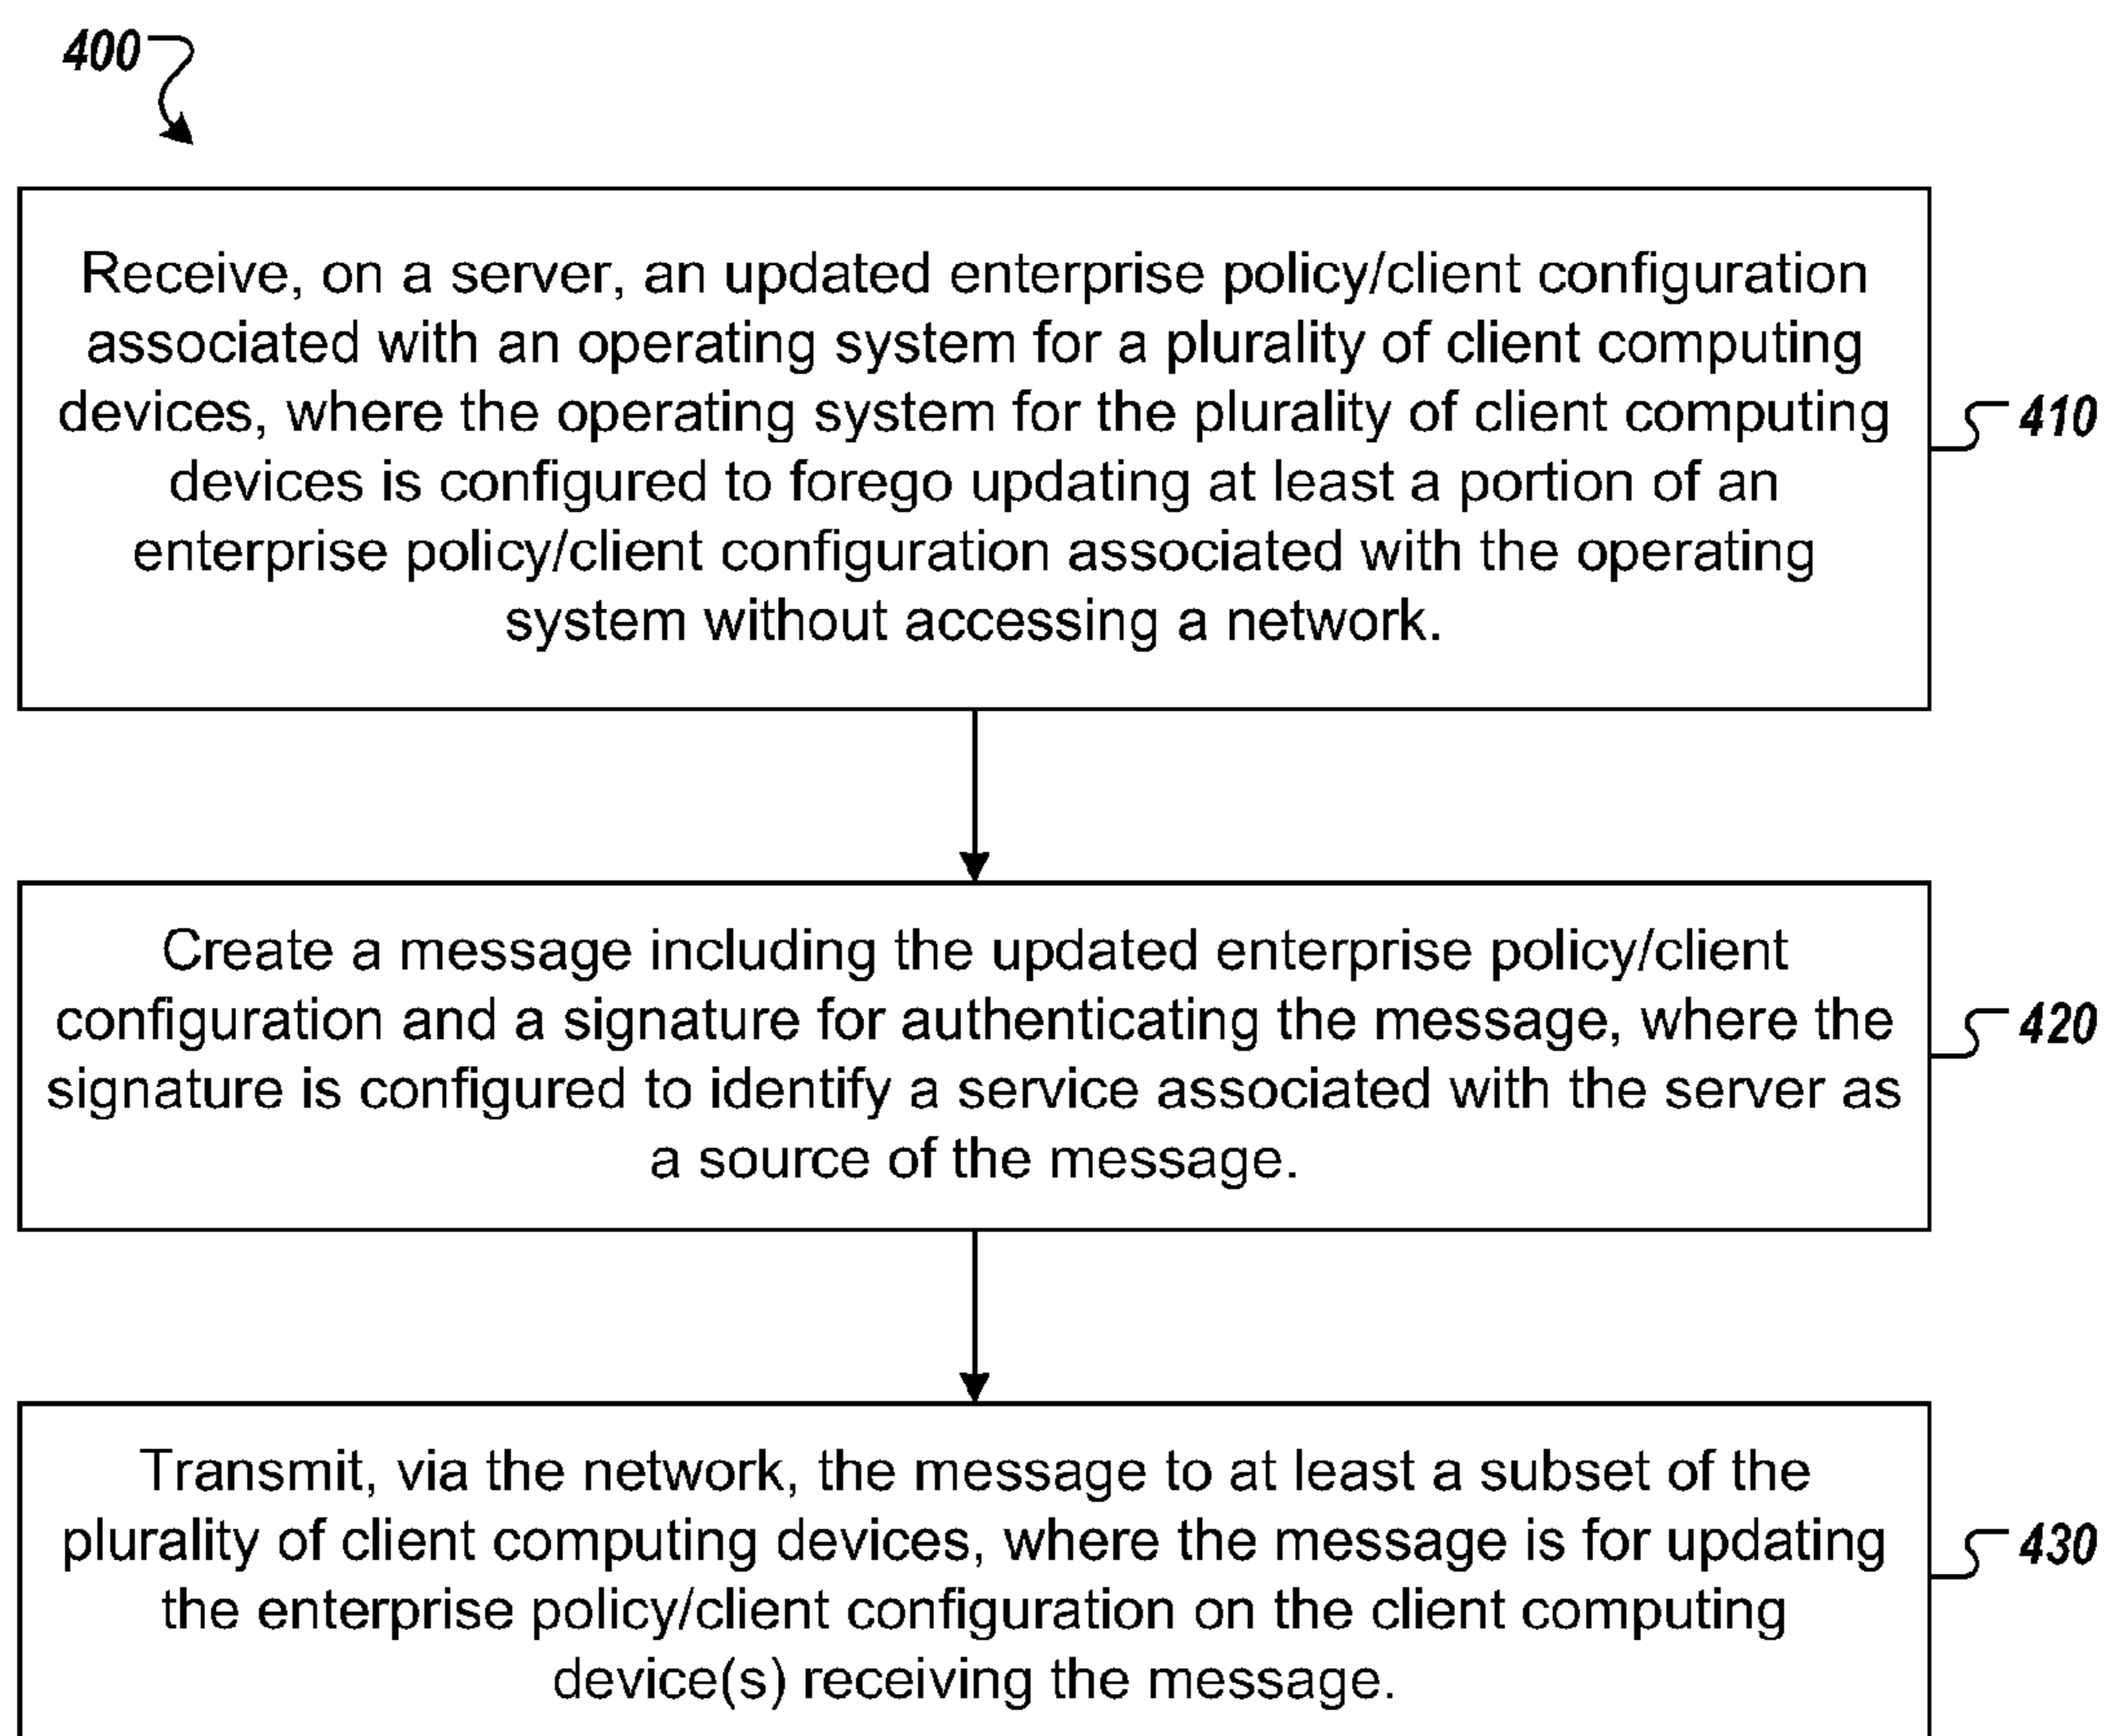 400
Receive, on a server, an updated enterprise policy/client configuration
associated with an operating system for a plurality of client computing
devices, where the operating system for the plurality of client computing
devices is configured to forego updating at least a portion of an
enterprise policy/client configuration associated with the operating
system without accessing a network.
410
Create a message including the updated enterprise policy/client
configuration and a signature for authenticating the message, where the
signature is configured to identify a service associated with the server as
a source of the message.
420
Transmit, via the network, the message to at least a subset of the
plurality of client computing devices, where the message is for updating
the enterprise policy/client configuration on the client computing
device(s) receiving the message.
430